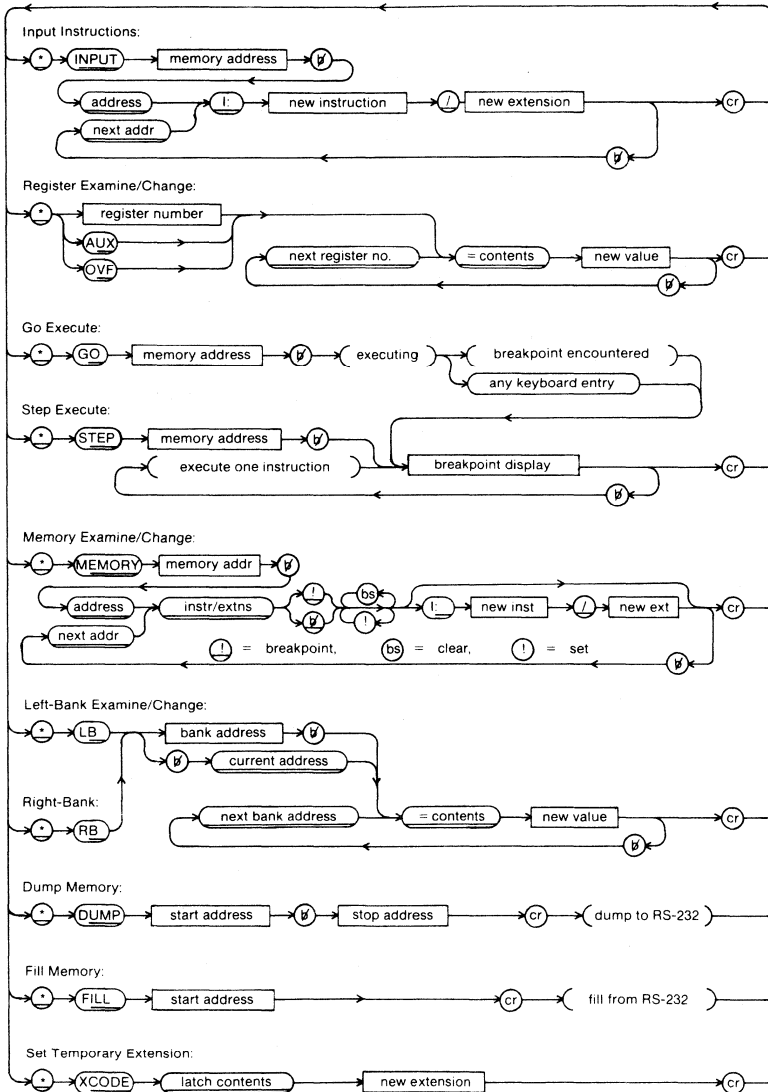 Input Instructions:
* INPUT memory address b̸
address I: new instruction / new extension cr
next addr
b̸
Register Examine/Change:
* register number
AUX next register no. = contents new value cr
OVF
b̸
Go Execute:
* GO memory address b̸ executing breakpoint encountered
any keyboard entry
Step Execute:
* STEP memory address b̸
execute one instruction breakpoint display cr
b̸
Memory Examine/Change:
* MEMORY memory addr b̸
address instr/extns ! bs I: new inst / new ext cr
next addr b̸ !
! = breakpoint, bs = clear, ! = set b̸
Left-Bank Examine/Change:
* LB bank address b̸
b̸ current address
Right-Bank:
* RB next bank address = contents new value cr
b̸
Dump Memory:
* DUMP start address b̸ stop address cr dump to RS-232
Fill Memory:
* FILL start address cr fill from RS-232
Set Temporary Extension:
* XCODE latch contents new extension cr